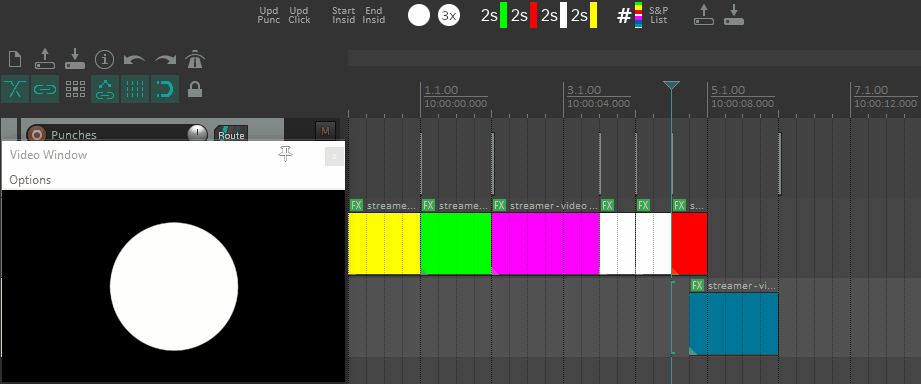 Upd Punc
Upd Click
Start Insid
End Insid
3x
2s
2s
2s
2s
#
S&P List
1.1.00
10:00:00.000
3.1.00
10:00:04.000
5.1.00
10:00:08.000
7.1.00
10:00:12.000
Punches
Route
M
Video Window
x
Options
FX streame...
FX streame...
FX streamer - video ...
FX
FX
FX s...
FX streamer - vi...